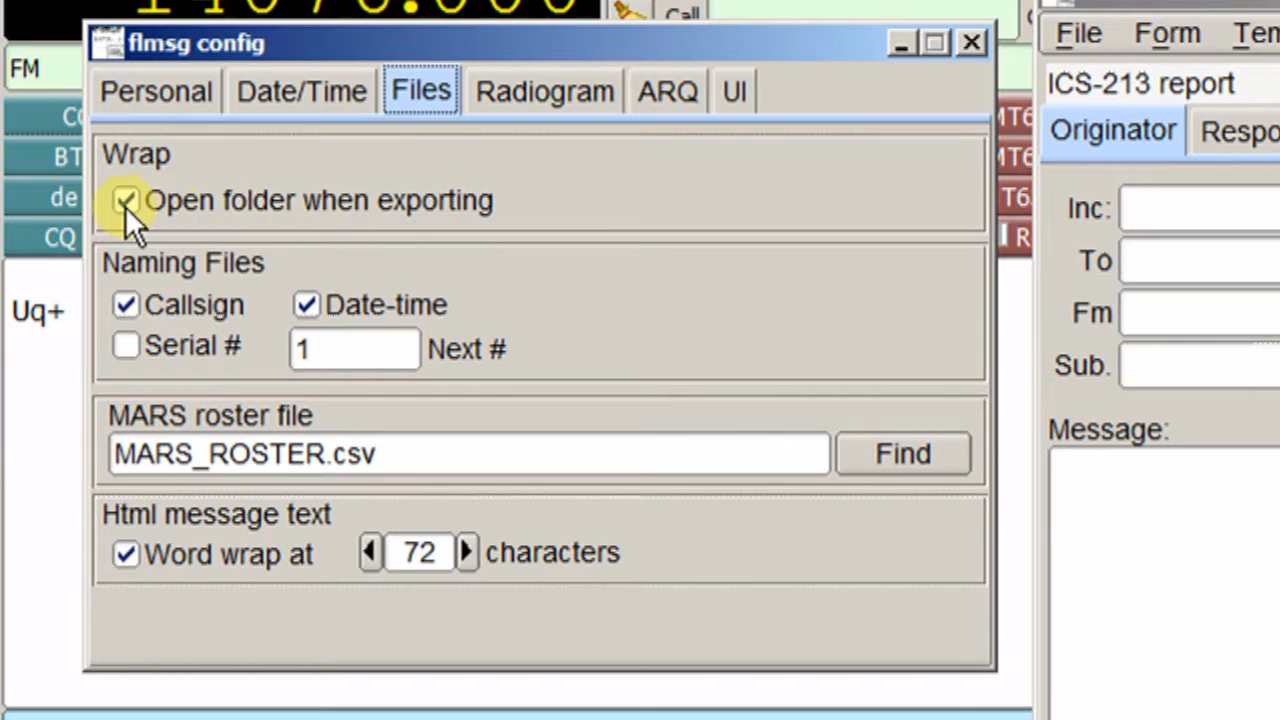 Call
flmsg config
File Form
FM
Personal Date/Time Files Radiogram ARQ UI
ICS-213 report
Originator
Wrap
Open folder when exporting
BT
de
CQ
Inc:
To
Fm
Sub.
Message:
Naming Files
Callsign Date-time
Serial # 1 Next #
Uq+
MARS roster file
MARS_ROSTER.csv Find
Html message text
Word wrap at 72 characters